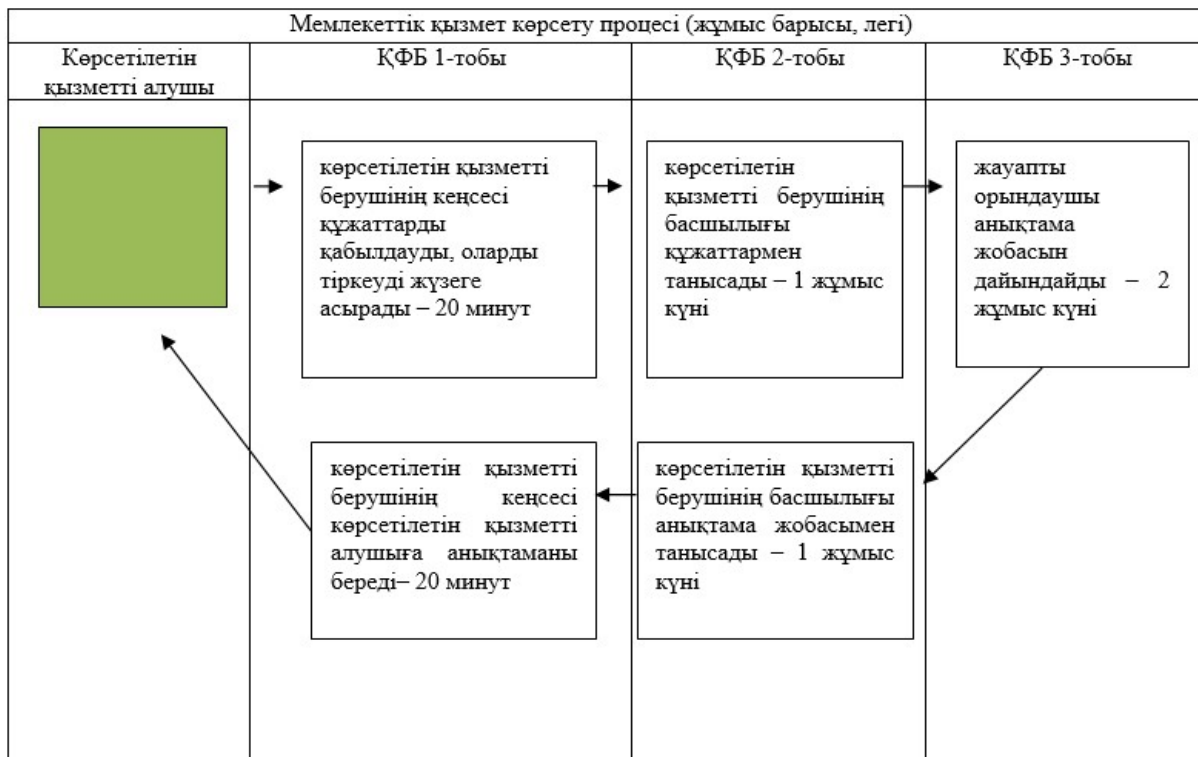 Мемлекеттік қызмет көрсету процесі (жұмыс барысы, легі)
Көрсетілетін
қызметті алушы
ҚФБ 1-тобы
ҚФБ 2-тобы
ҚФБ 3-тобы
көрсетілетін қызметті
берушінің кеңсесі
құжаттарды
қабылдауды, оларды
тіркеуді жүзеге
асырады – 20 минут
көрсетілетін
қызметті берушінің
басшылығы
құжаттармен
танысады – 1 жұмыс
күні
жауапты
орындаушы
анықтама
жобасын
дайындайды – 2
жұмыс күні
көрсетілетін қызметті
берушінің кеңсесі
көрсетілетін қызметті
алушыға анықтаманы
береді– 20 минут
көрсетілетін қызметті
берушінің басшылығы
анықтама жобасымен
танысады – 1 жұмыс
күні